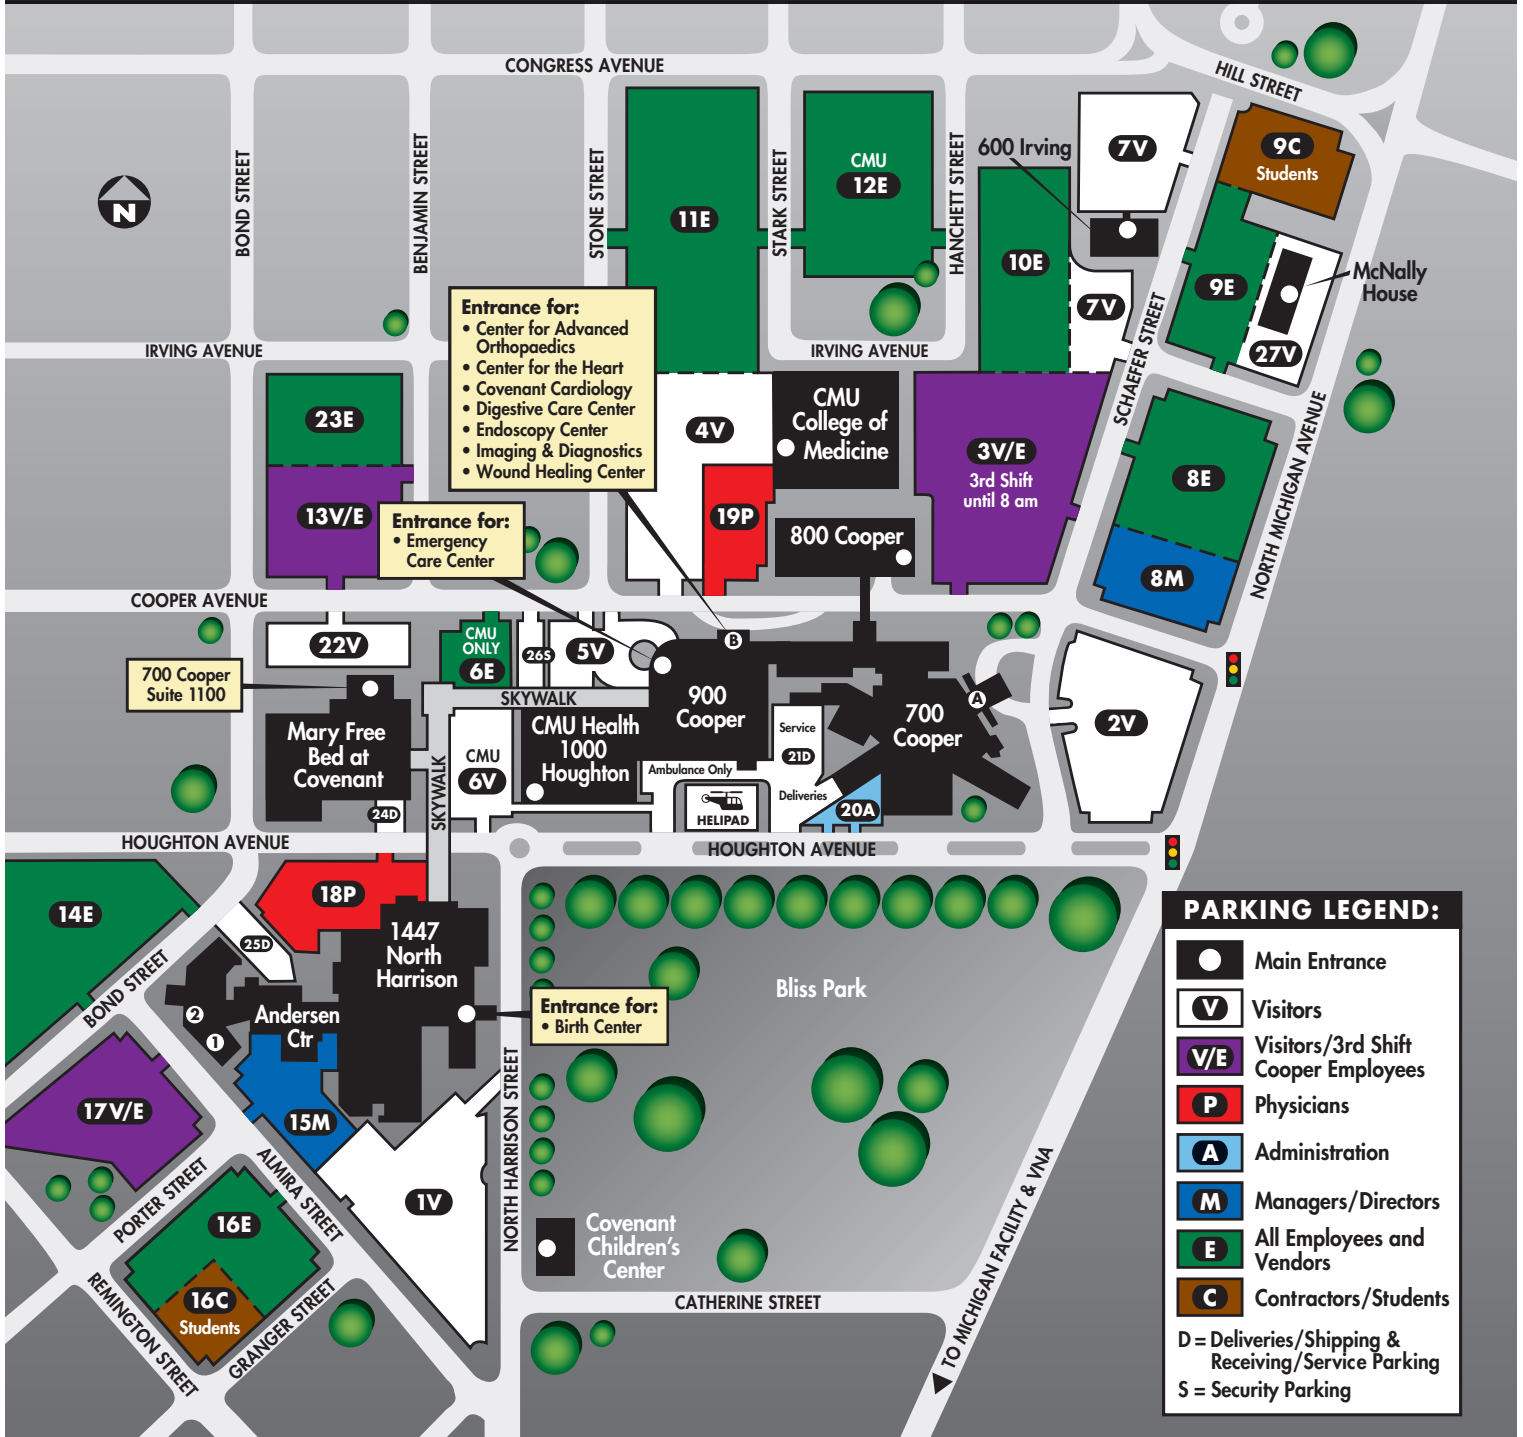 CONGRESS AVENUE
HILL STREET
BOND STREET
BENJAMIN STREET
STONE STREET
STARK STREET
HANCHETT STREET
N
11E
CMU
12E
600 Irving
7V
9C
Students
10E
7V
9E
McNally
House
27V
SCHAEFER STREET
NORTH MICHIGAN AVENUE
IRVING AVENUE
IRVING AVENUE
Entrance for:
• Center for Advanced
Orthopaedics
• Center for the Heart
• Covenant Cardiology
• Digestive Care Center
• Endoscopy Center
• Imaging & Diagnostics
• Wound Healing Center
23E
13V/E
4V
19P
CMU
College of
Medicine
3V/E
3rd Shift
until 8 am
8E
8M
Entrance for:
• Emergency
Care Center
800 Cooper
COOPER AVENUE
22V
CMU
ONLY
6E
26S
5V
B
700 Cooper
Suite 1100
SKYWALK
900
Cooper
A
700
Cooper
2V
Mary Free
Bed at
Covenant
24D
SKYWALK
CMU
6V
CMU Health
1000
Houghton
Ambulance Only
HELIPAD
Service
21D
Deliveries
20A
HOUGHTON AVENUE
HOUGHTON AVENUE
14E
18P
25D
1447
North
Harrison
BOND STREET
2
1
Andersen
Ctr
Entrance for:
• Birth Center
Bliss Park
17V/E
15M
1V
NORTH HARRISON STREET
PORTER STREET
ALMIRA STREET
16E
16C
Students
REMINGTON STREET
GRANGER STREET
Covenant
Children's
Center
CATHERINE STREET
TO MICHIGAN FACILITY & VNA
PARKING LEGEND:
Main Entrance
V Visitors
V/E Visitors/3rd Shift
Cooper Employees
P Physicians
A Administration
M Managers/Directors
E All Employees and
Vendors
C Contractors/Students
D = Deliveries/Shipping &
Receiving/Service Parking
S = Security Parking